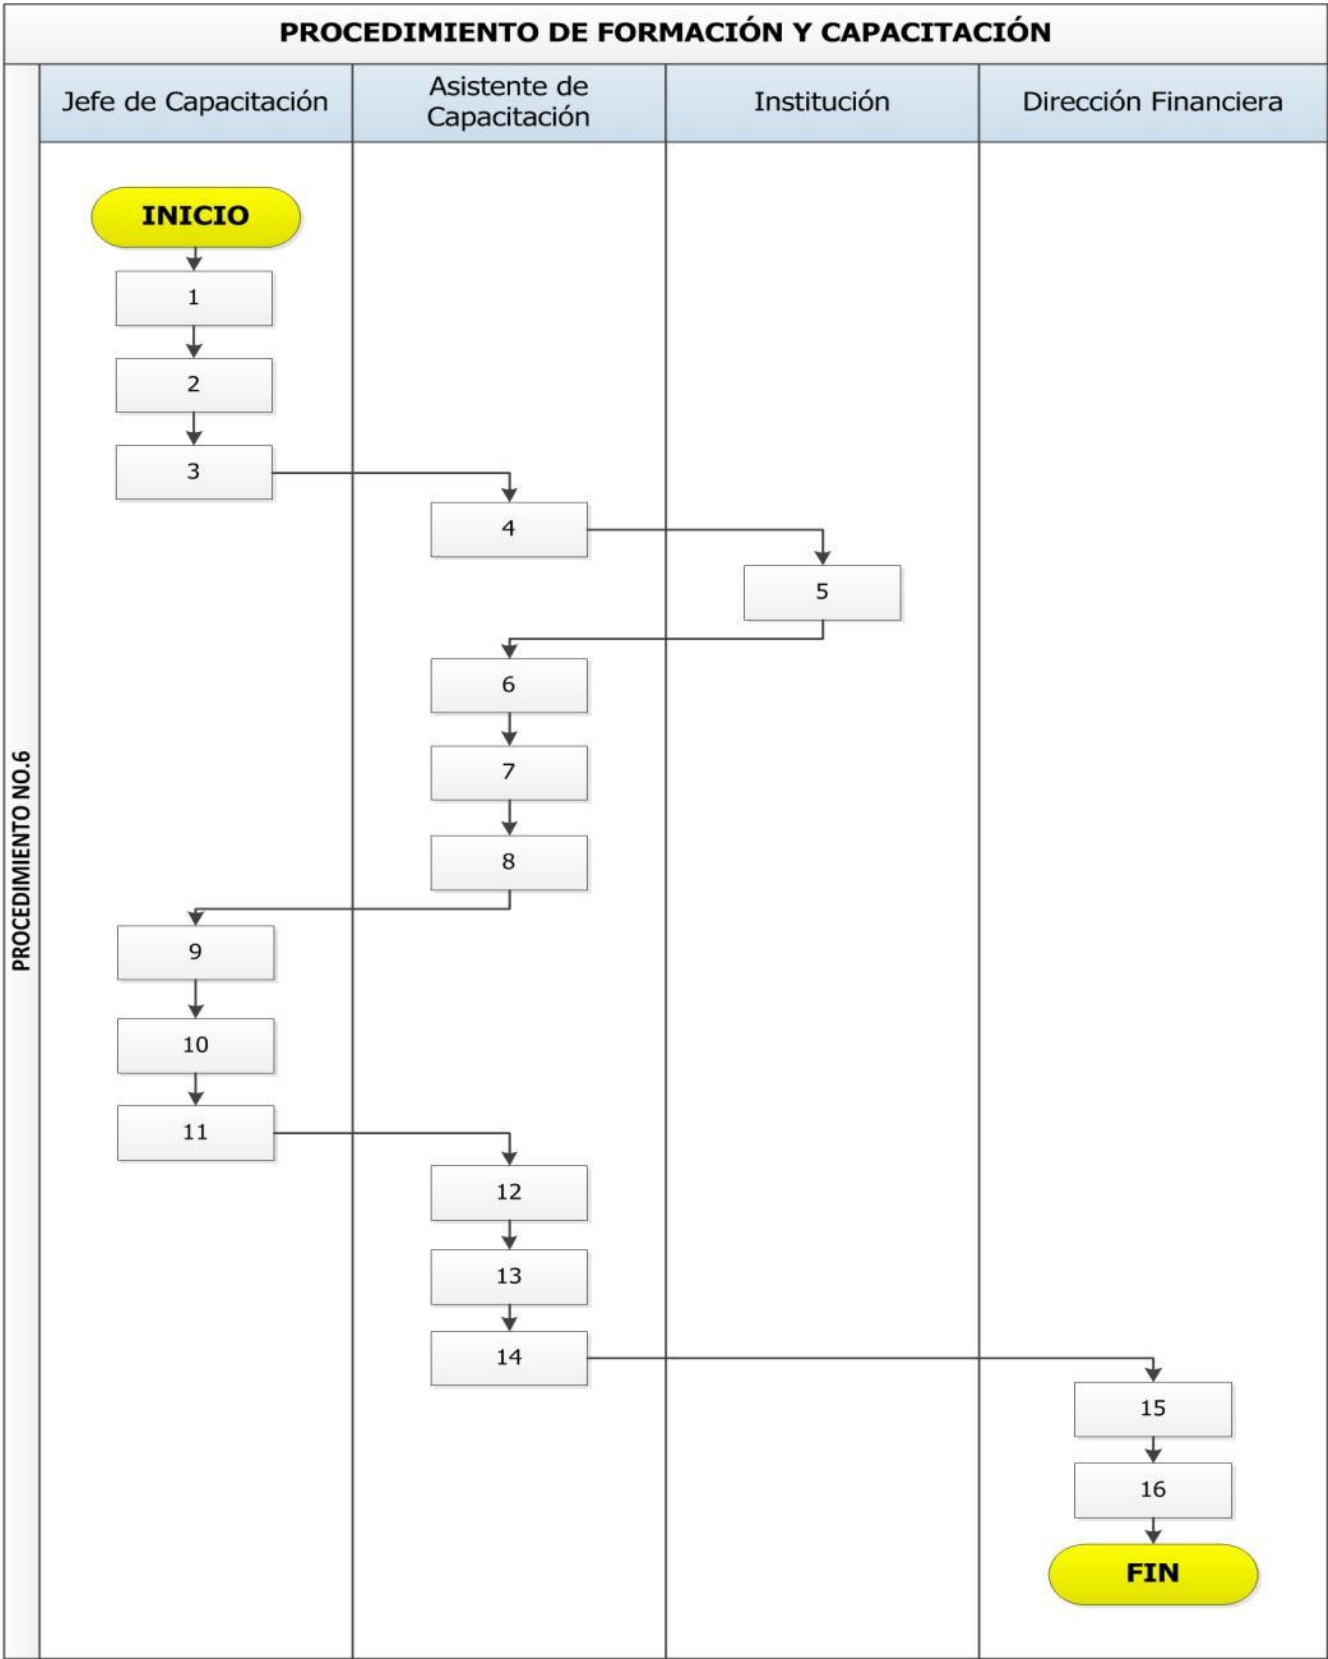 PROCEDIMIENTO DE FORMACIÓN Y CAPACITACIÓN
PROCEDIMIENTO NO.6
Jefe de Capacitación
Asistente de
Capacitación
Institución
Dirección Financiera
INICIO
1
2
3
4
5
6
7
8
9
10
11
12
13
14
15
16
FIN